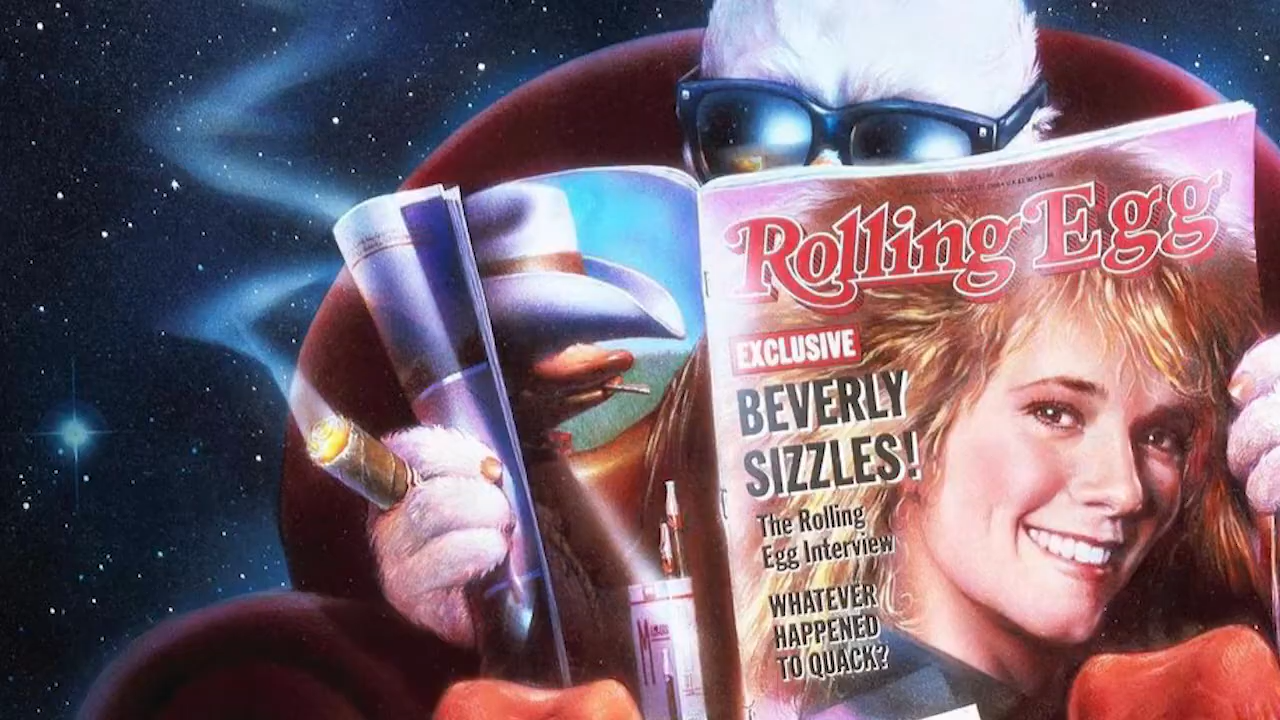 Rolling Egg
EXCLUSIVE
BEVERLY
SIZZLES!
The Rolling
Egg Interview
WHATEVER
HAPPENED
TO QUACK?